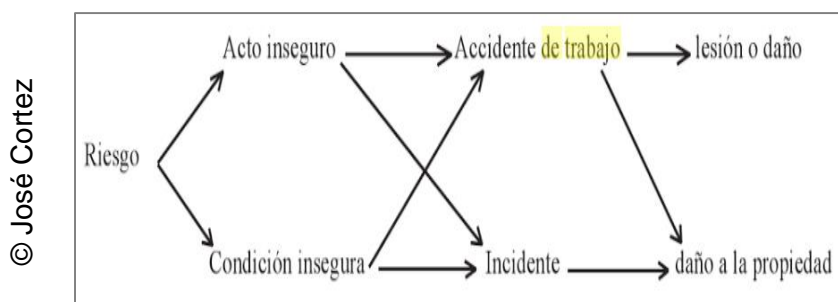 © José Cortez
Acto inseguro
Accidente de trabajo
lesión o daño
Riesgo
Condición insegura
Incidente
daño a la propiedad